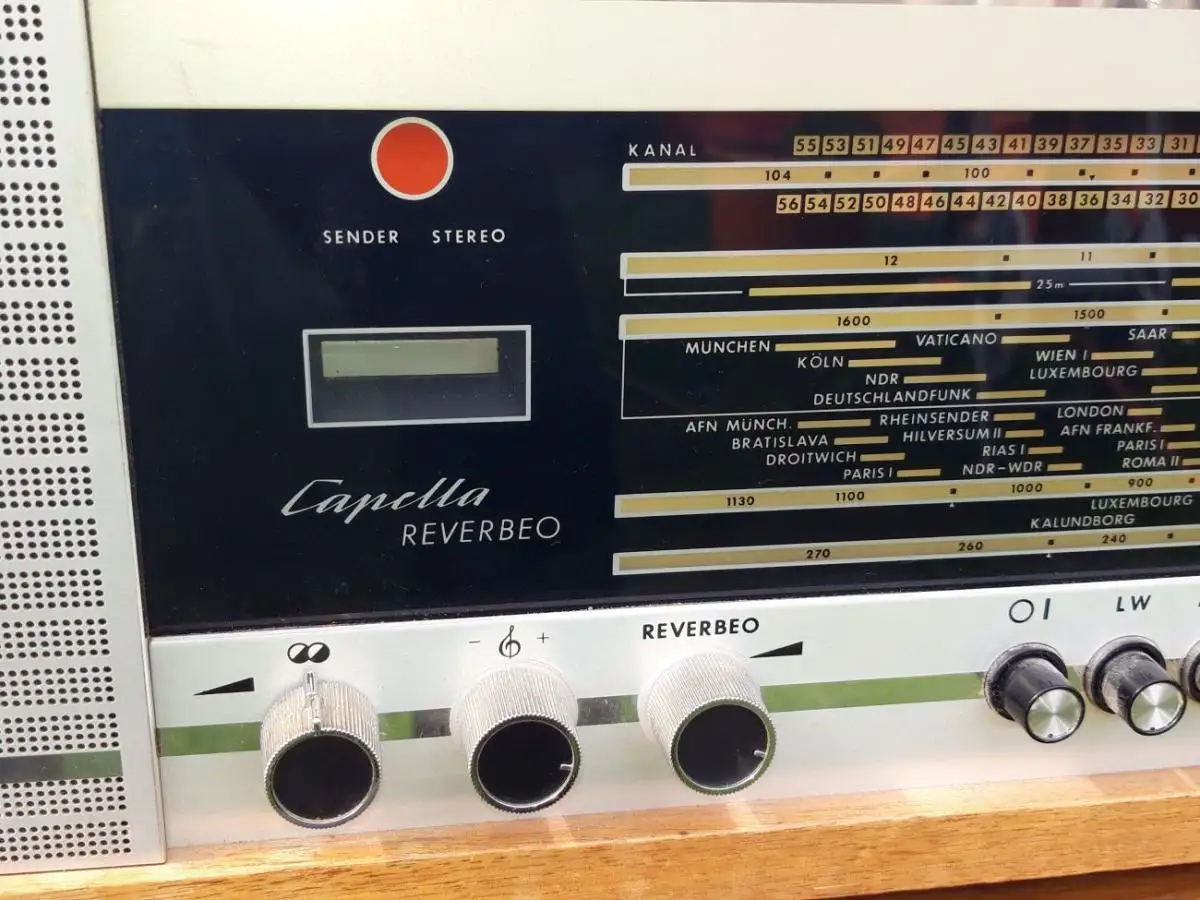 KANAL
55 53 51 49 47 45 43 41 39 37 35 33 31
104 100
56 54 52 50 48 46 44 42 40 38 36 34 32 30
SENDER STEREO
12 11
25m
1600 1500
MÜNCHEN VATICANO SAAR
KÖLN WIEN I
NDR LUXEMBOURG
DEUTSCHLANDFUNK
AFN MÜNCH. RHEINSENDER LONDON
BRATISLAVA HILVERSUM II AFN FRANKF.
DROITWICH RIAS I PARIS I
PARIS I NDR-WDR ROMA II
1130 1100 1000 900
LUXEMBOURG
KALUNDBORG
270 260 240
Capella
REVERBEO
- +
REVERBEO
O I
LW